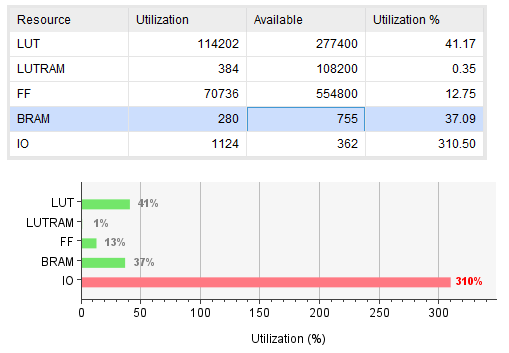 Resource Utilization Available Utilization %
LUT 114202 277400 41.17
LUTRAM 384 108200 0.35
FF 70736 554800 12.75
BRAM 280 755 37.09
IO 1124 362 310.50
LUT 41%
LUTRAM 1%
FF 13%
BRAM 37%
IO 310%
0 50 100 150 200 250 300
Utilization (%)